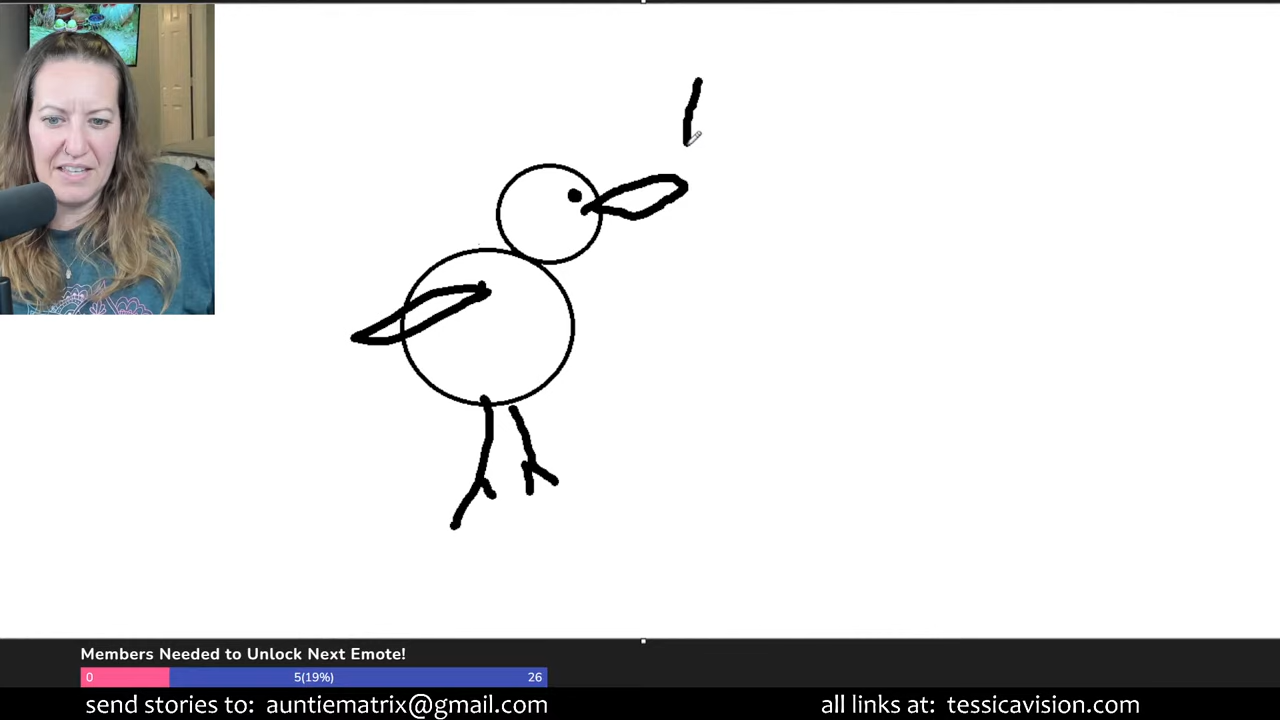 Members Needed to Unlock Next Emote!
0 5(19%) 26
send stories to: auntiematrix@gmail.com all links at: tessicavision.com